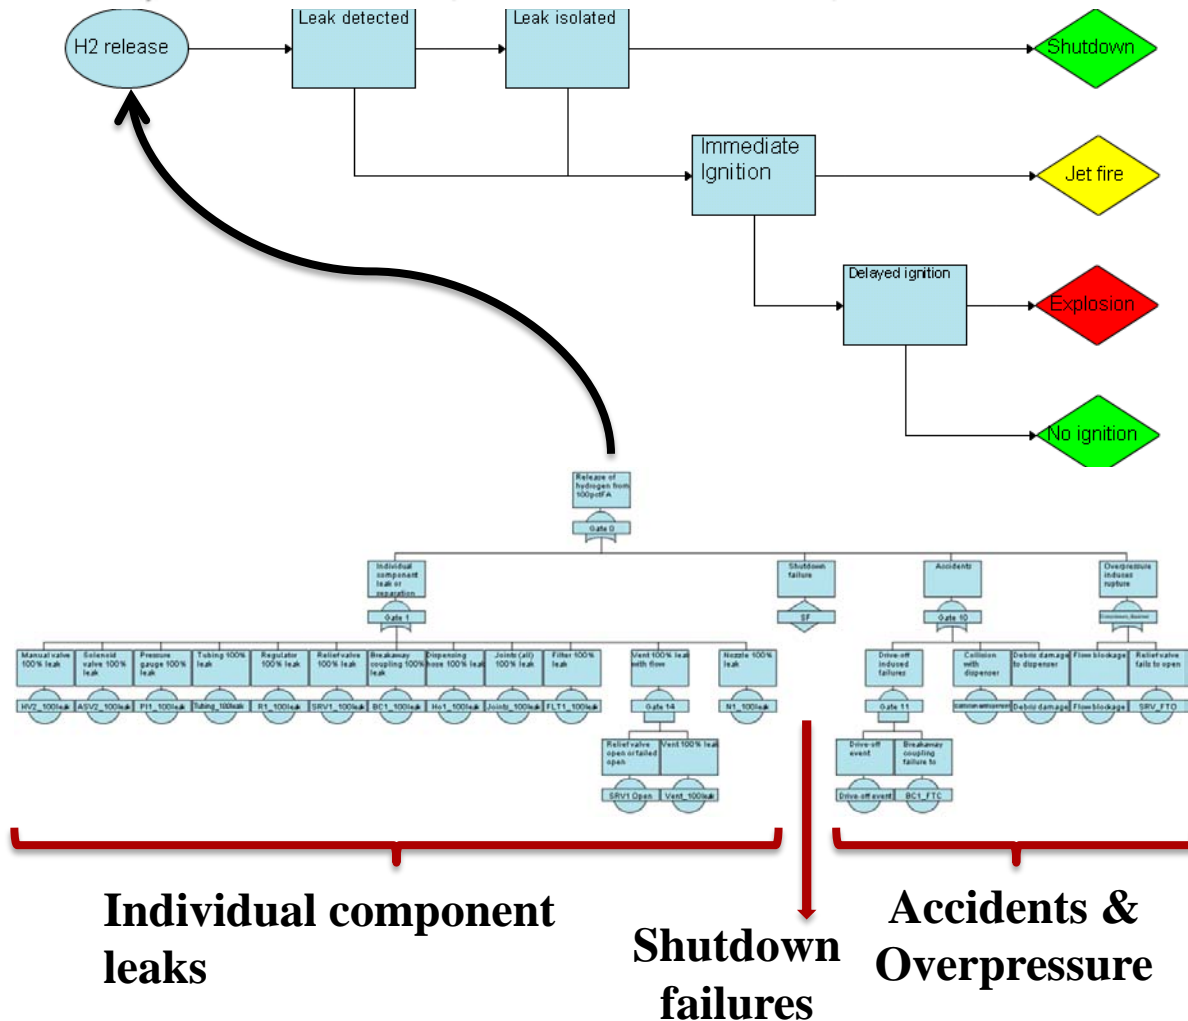 Leak detected
Leak isolated
H2 release
Shutdown
Immediate
Ignition
Jet fire
Delayed ignition
Explosion
No ignition
Release of
hydrogen from
100pctFA
Gate 0
Individual
component
leak or
separation
Shutdown
failure
Accidents
Overpressure
induces
rupture
Gate 1
SF
Gate 10
Manual valve
100% leak
Solenoid
valve 100%
leak
Pressure
gauge 100%
leak
Tubing 100%
leak
Regulator
100% leak
Relief valve
100% leak
Breakaway
coupling 100%
leak
Dispensing
hose 100% leak
Joints (all)
100% leak
Filter 100%
leak
Vent 100% leak
with flow
Nozzle 100%
leak
Drive-off
induced
failures
Collision
with
dispenser
Debris damage
to dispenser
Flow blockage
Relief valve
fails to open
HV2_100leak
ASV2_100leak
PI1_100leak
Tubing_100leak
R1_100leak
SRV1_100leak
BC1_100leak
Ho1_100leak
Joints_100leak
FLT1_100leak
Gate 14
N1_100leak
Gate 11
Debris damage
Flow blockage
SRV_FTO
Relief valve
open or failed
open
Vent 100% leak
Drive-off
event
Breakaway
coupling
failure to
SRV1 Open
Vent_100leak
Drive-off event
BC1_FTC
Individual component
leaks
Shutdown
failures
Accidents &
Overpressure